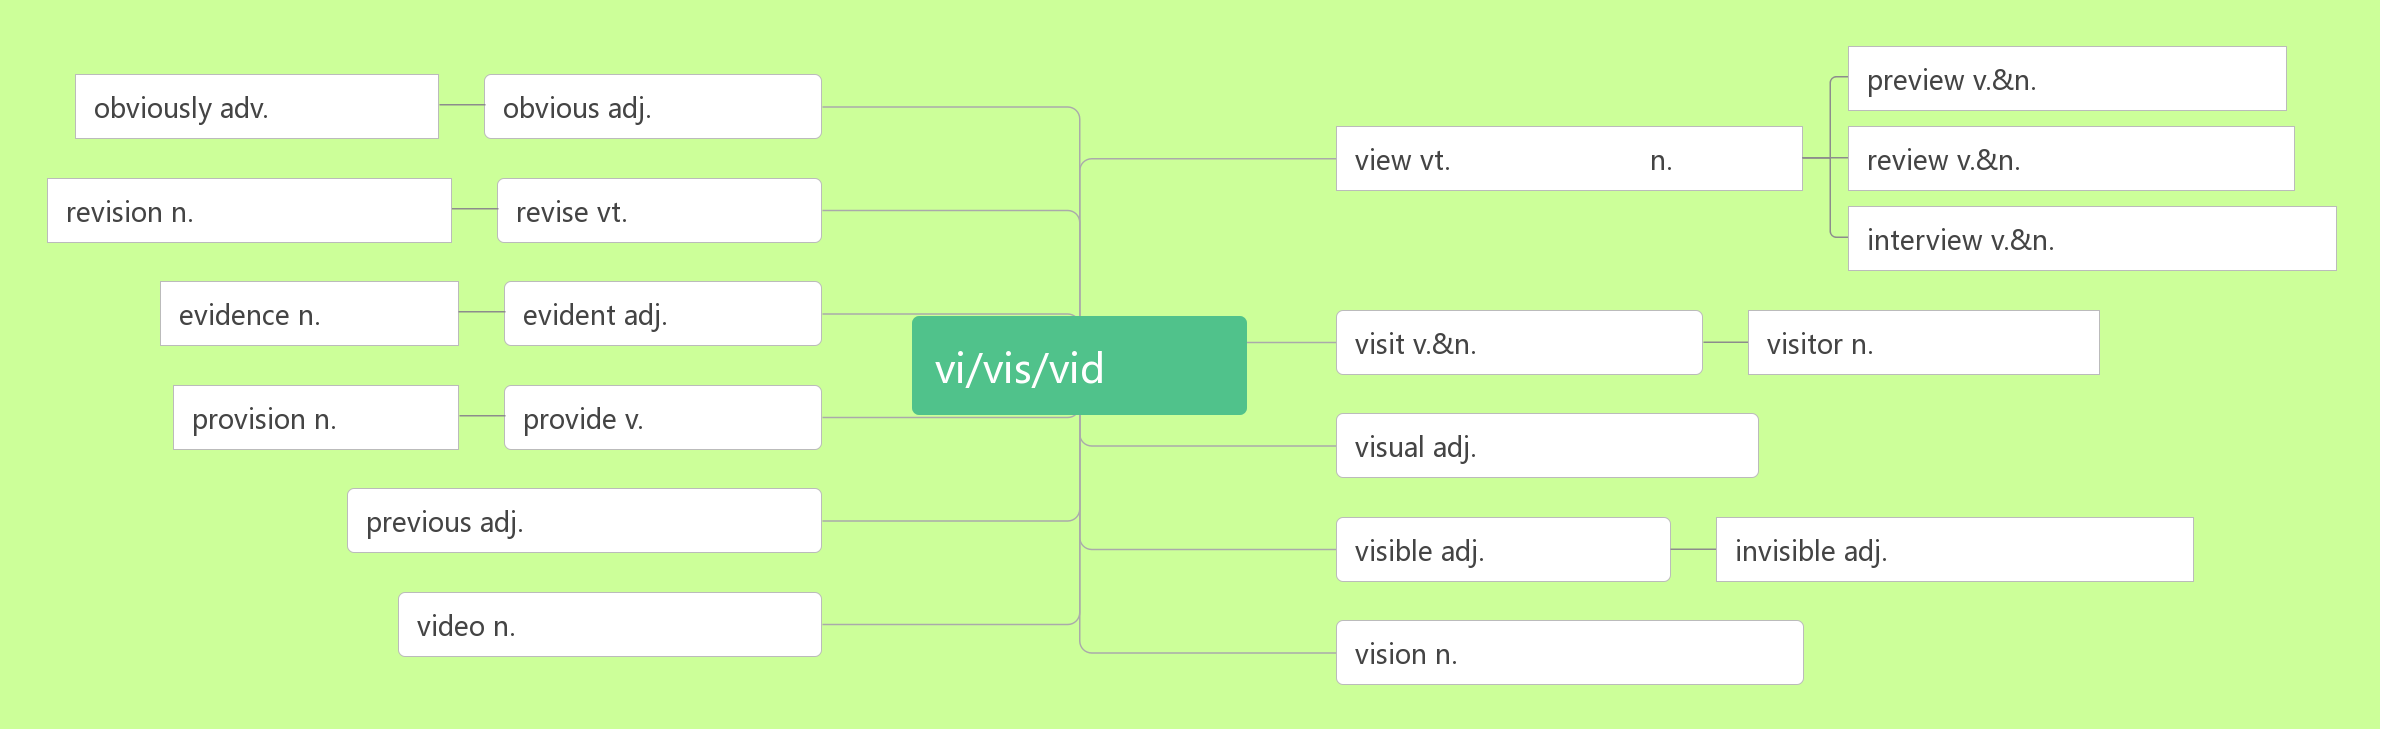 obviously adv.
obvious adj.
revision n.
revise vt.
evidence n.
evident adj.
provision n.
provide v.
previous adj.
video n.
vi/vis/vid
view vt. n.
preview v.&n.
review v.&n.
interview v.&n.
visit v.&n.
visitor n.
visual adj.
visible adj.
invisible adj.
vision n.